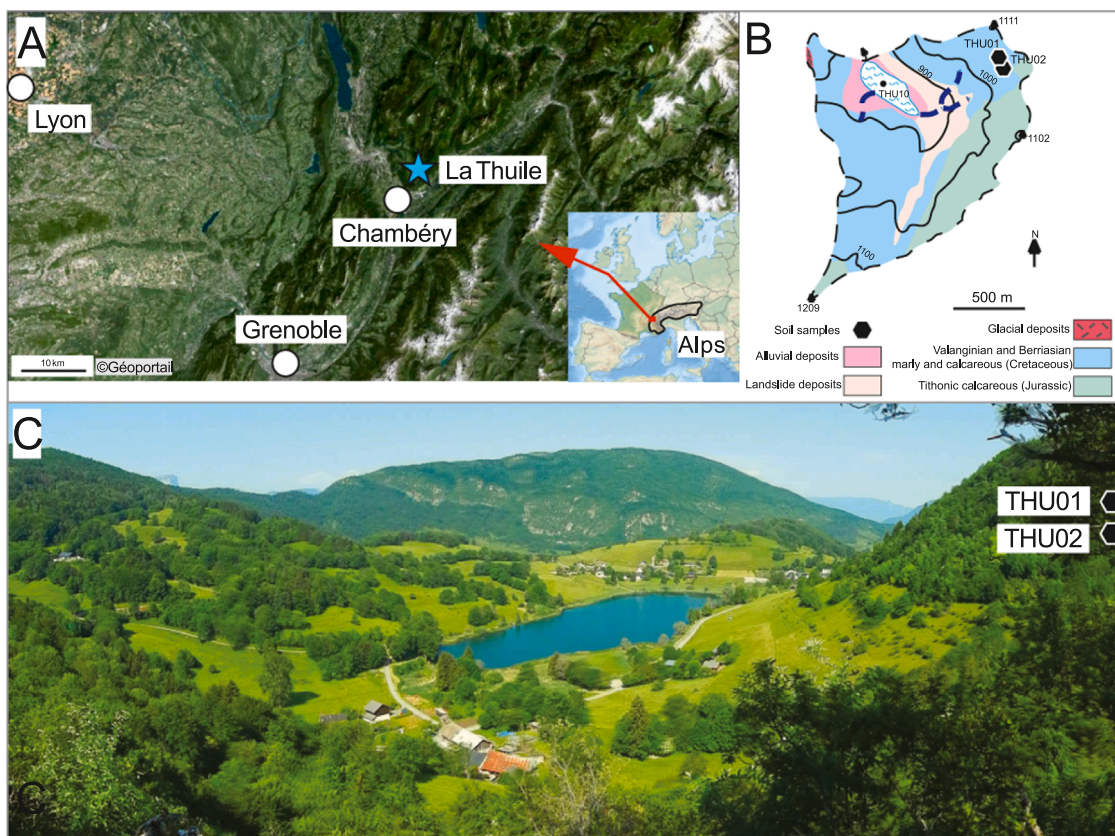 A
Lyon
La Thuile
Chambéry
Grenoble
10 km
©Géoportail
Alps
B
1111
THU01
THU02
1000
900
THU10
1102
1100
1209
N
500 m
Soil samples
Glacial deposits
Alluvial deposits
Valanginian and Berriasian
marly and calcareous (Cretaceous)
Landslide deposits
Tithonic calcareous (Jurassic)
C
THU01
THU02
C